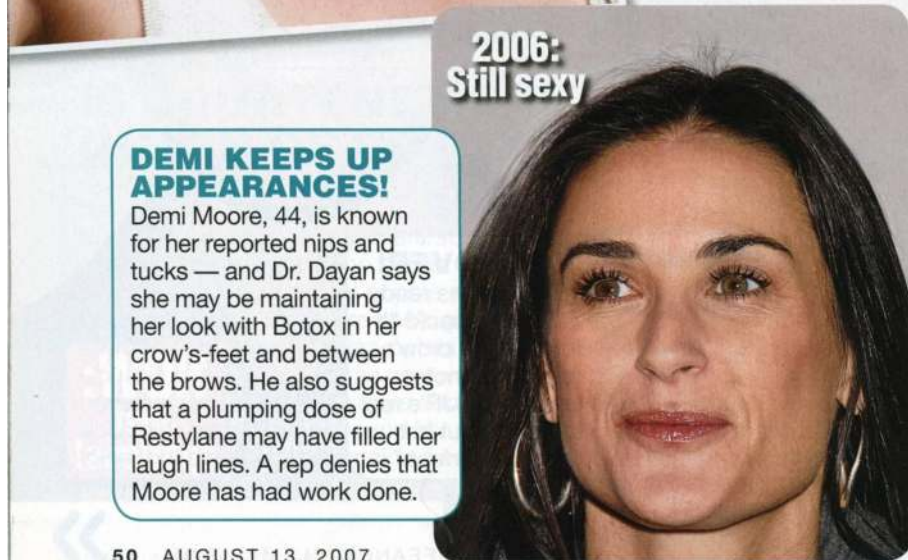 2006:
Still sexy
DEMI KEEPS UP
APPEARANCES!
Demi Moore, 44, is known
for her reported nips and
tucks — and Dr. Dayan says
she may be maintaining
her look with Botox in her
crow's-feet and between
the brows. He also suggests
that a plumping dose of
Restylane may have filled her
laugh lines. A rep denies that
Moore has had work done.
50 AUGUST 13, 2007